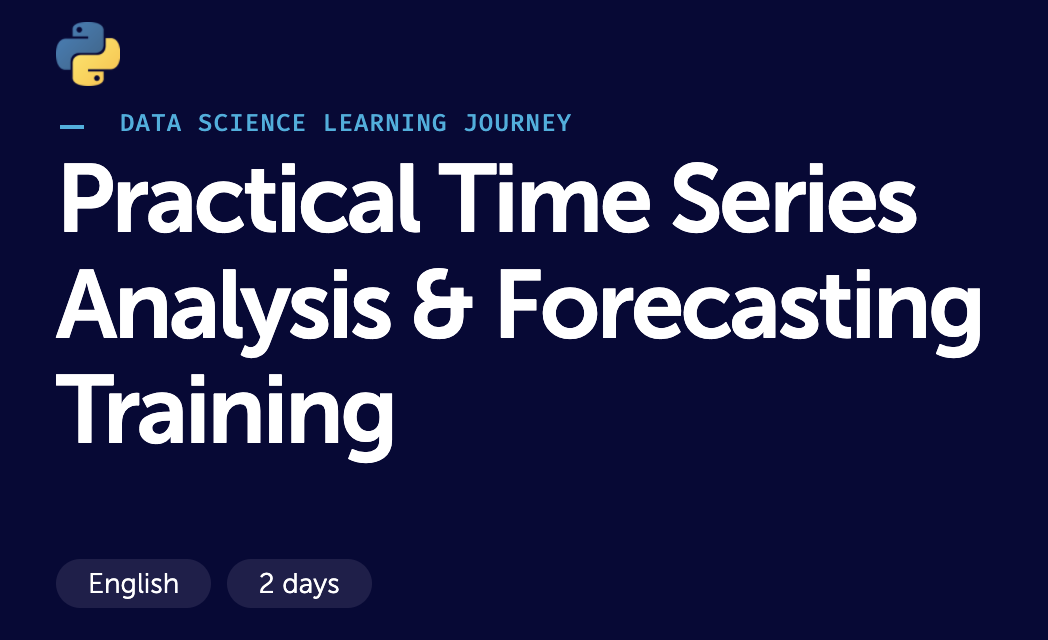 DATA SCIENCE LEARNING JOURNEY
Practical Time Series
Analysis & Forecasting
Training
English
2 days